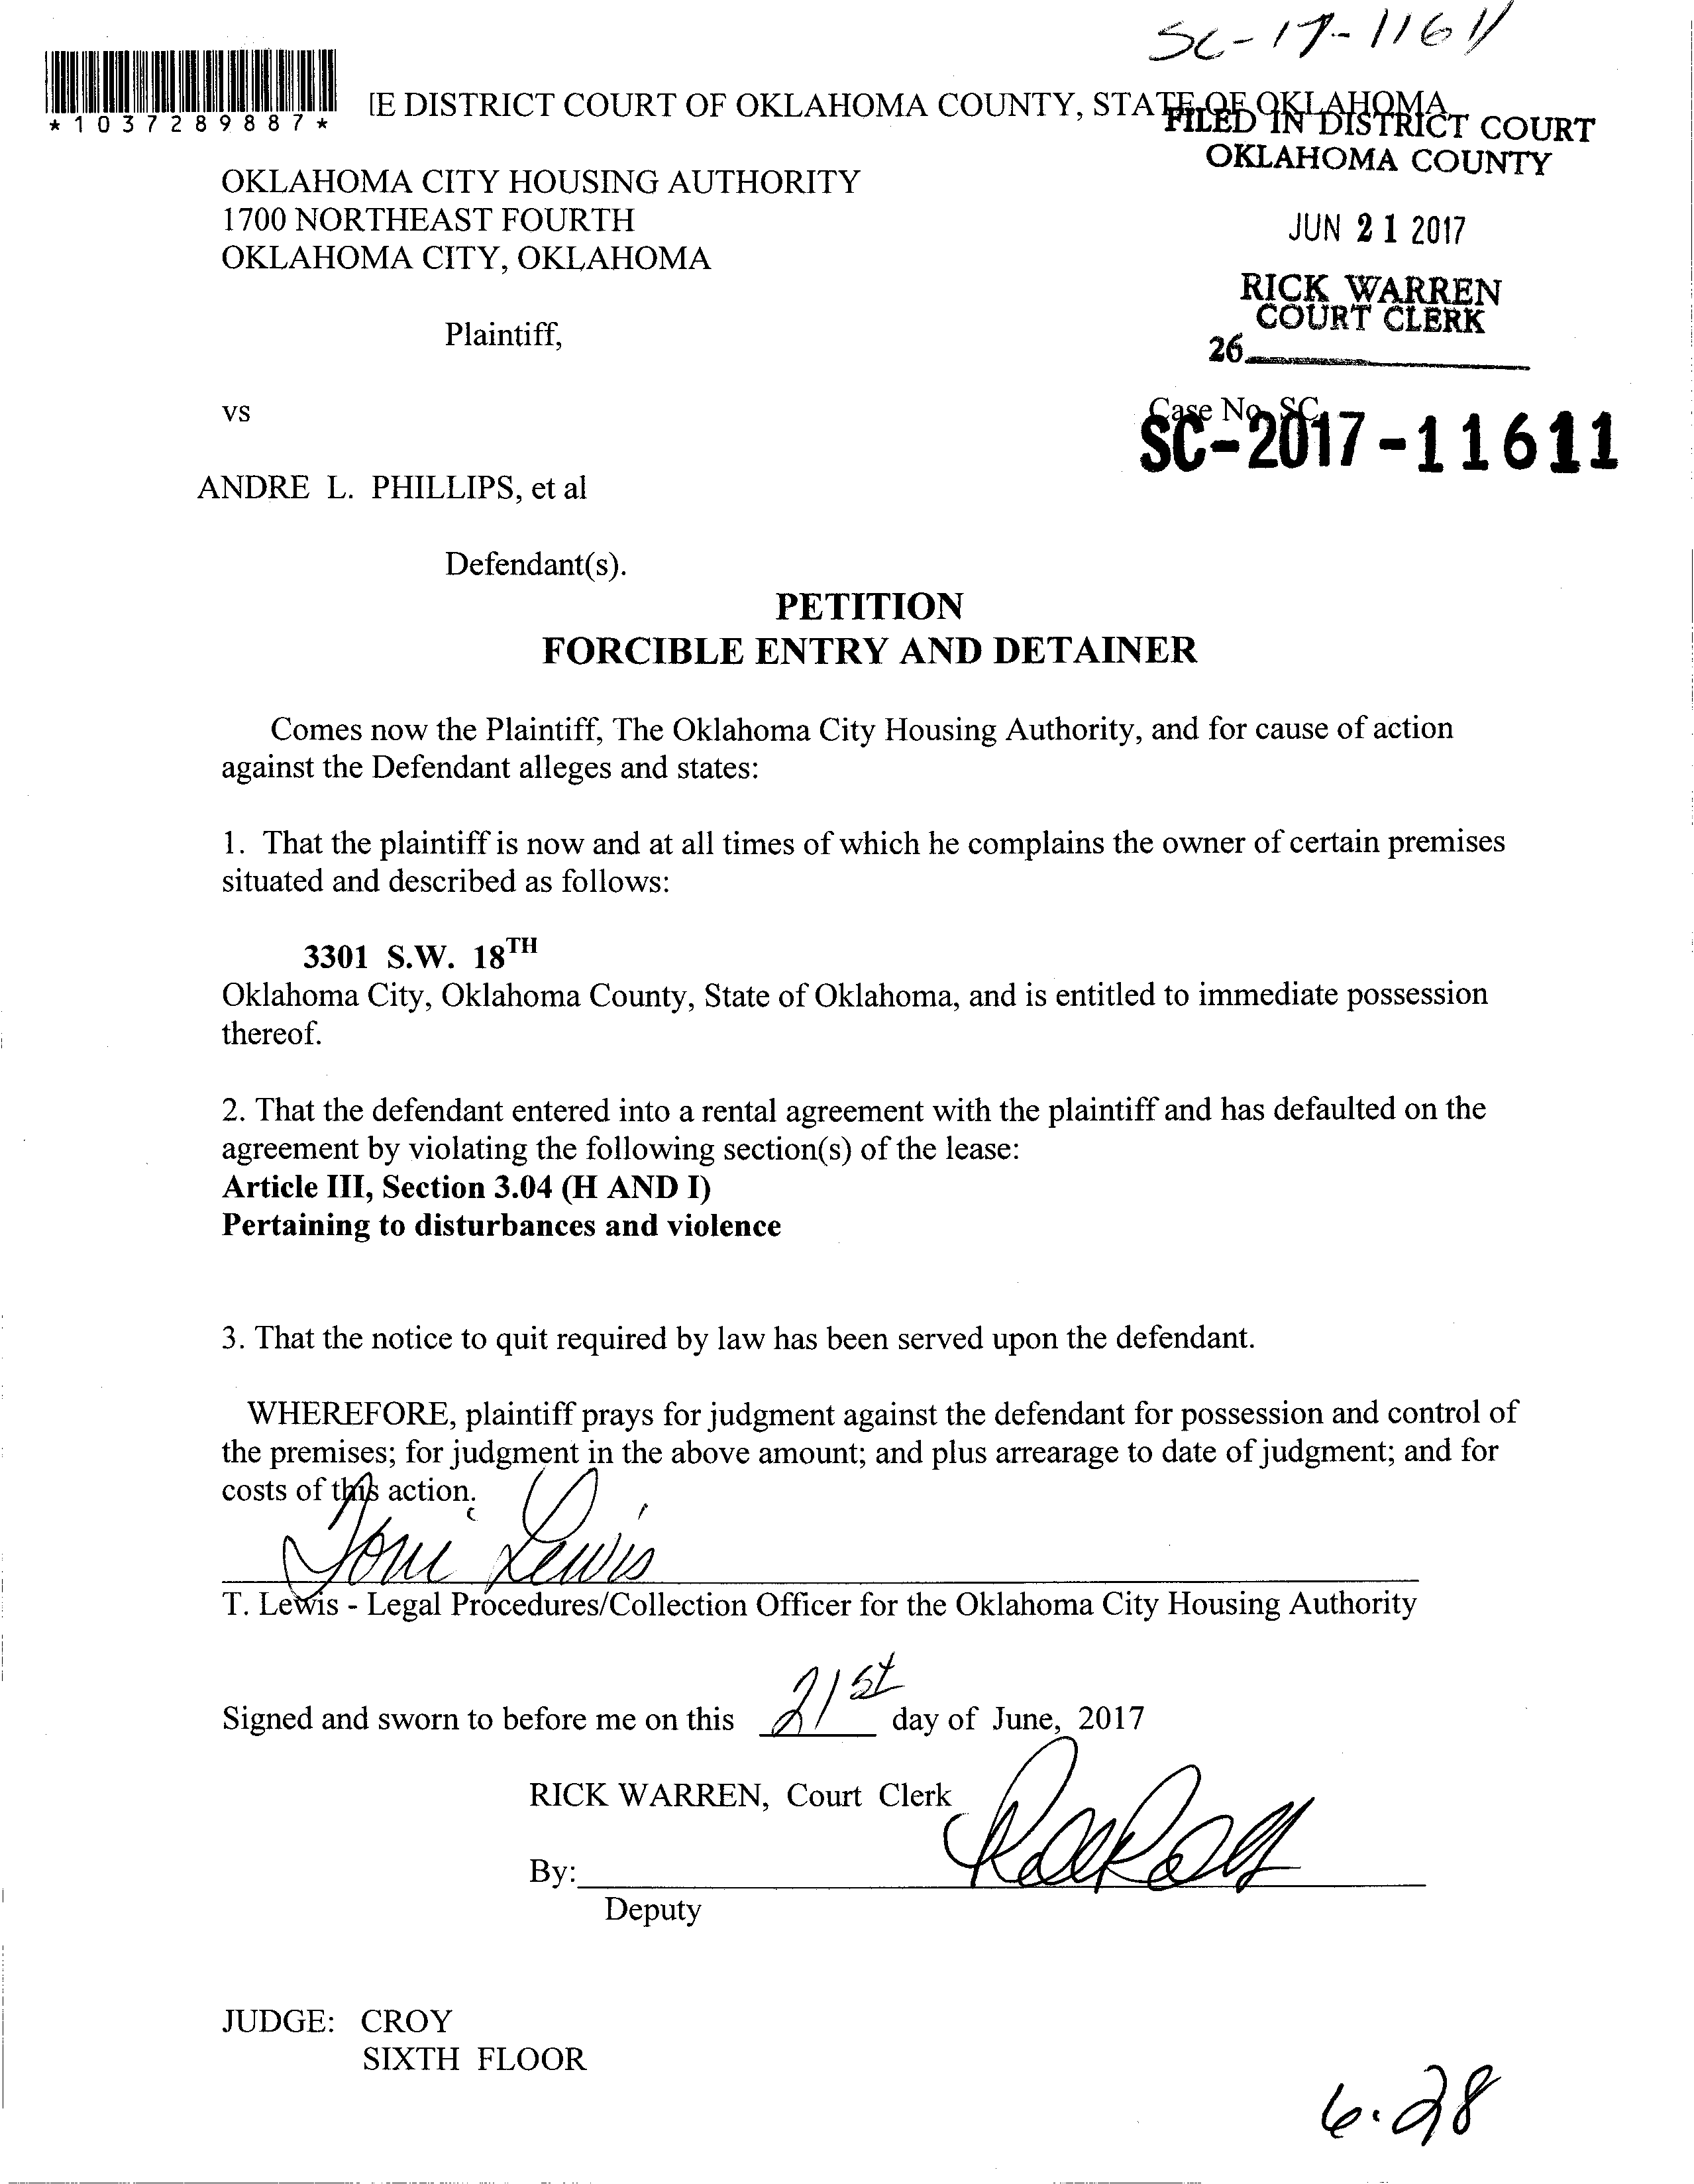 SC-17-11611
*1037289887*
IE DISTRICT COURT OF OKLAHOMA COUNTY, STATE OF OKLAHOMA
FILED IN DISTRICT COURT
OKLAHOMA COUNTY
OKLAHOMA CITY HOUSING AUTHORITY
1700 NORTHEAST FOURTH
OKLAHOMA CITY, OKLAHOMA
JUN 21 2017
RICK WARREN
COURT CLERK
26
Plaintiff,
vs
Case No. SC
SC-2017-11611
ANDRE L. PHILLIPS, et al
Defendant(s).
PETITION
FORCIBLE ENTRY AND DETAINER
Comes now the Plaintiff, The Oklahoma City Housing Authority, and for cause of action
against the Defendant alleges and states:
1. That the plaintiff is now and at all times of which he complains the owner of certain premises
situated and described as follows:
3301 S.W. 18TH
Oklahoma City, Oklahoma County, State of Oklahoma, and is entitled to immediate possession
thereof.
2. That the defendant entered into a rental agreement with the plaintiff and has defaulted on the
agreement by violating the following section(s) of the lease:
Article III, Section 3.04 (H AND I)
Pertaining to disturbances and violence
3. That the notice to quit required by law has been served upon the defendant.
WHEREFORE, plaintiff prays for judgment against the defendant for possession and control of
the premises; for judgment in the above amount; and plus arrearage to date of judgment; and for
costs of this action.
Toni Lewis
T. Lewis - Legal Procedures/Collection Officer for the Oklahoma City Housing Authority
Signed and sworn to before me on this 21st day of June, 2017
RICK WARREN, Court Clerk
By:
Deputy
JUDGE: CROY
SIXTH FLOOR
6.28